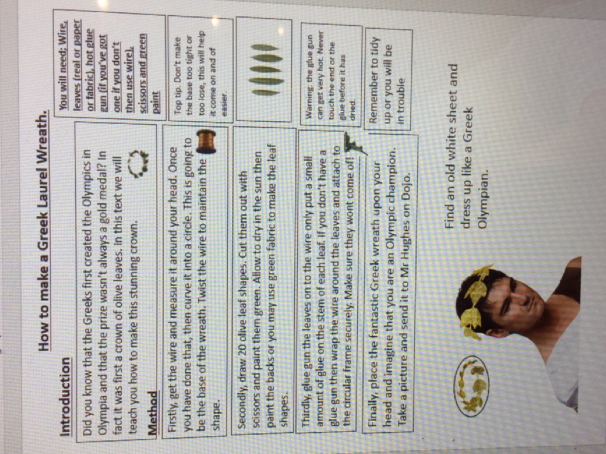 How to make a Greek Laurel Wreath.
Introduction
Did you know that the Greeks first created the Olympics in
Olympia and that the prize wasn't always a gold medal? In
fact it was first a crown of olive leaves. In this text we will
teach you how to make this stunning crown.
You will need: Wire,
leaves (real or paper
or fabric), hot glue
gun (if you've got
one if you don't
then use wire),
scissors and green
paint
Method
Firstly, get the wire and measure it around your head. Once
you have done that, then curve it into a circle. This is going to
be the base of the wreath. Twist the wire to maintain the
shape.
Top tip. Don't make
the base too tight or
too lose, this will help
it come on and of
easier.
Secondly, draw 20 olive leaf shapes. Cut them out with
scissors and paint them green. Allow to dry in the sun then
paint the backs or you may use green fabric to make the leaf
shapes.
Thirdly, glue gun the leaves on to the wire only put a small
amount of glue on the stem of each leaf. If you don't have a
glue gun then wrap the wire around the leaves and attach to
the circular frame securely. Make sure they wont come of!
Warning: the glue gun
can get very hot. Never
touch the end or the
glue before it has
dried.
Finally, place the fantastic Greek wreath upon your
head and imagine that you are an Olympic champion.
Take a picture and send it to Mr Hughes on Dojo.
Remember to tidy
up or you will be
in trouble
Find an old white sheet and
dress up like a Greek
Olympian.